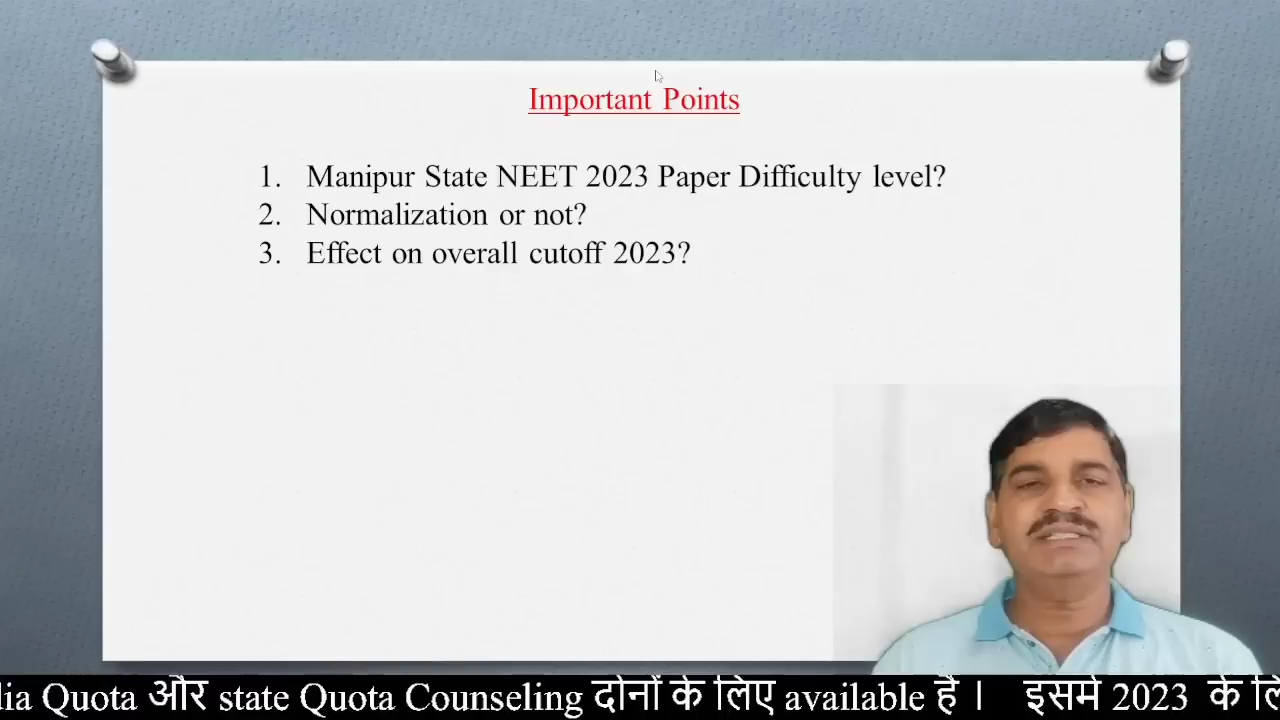 Important Points
1. Manipur State NEET 2023 Paper Difficulty level?
2. Normalization or not?
3. Effect on overall cutoff 2023?
Quota और state Quota Counseling दोनों के लिए available है । इसमें 2023 के